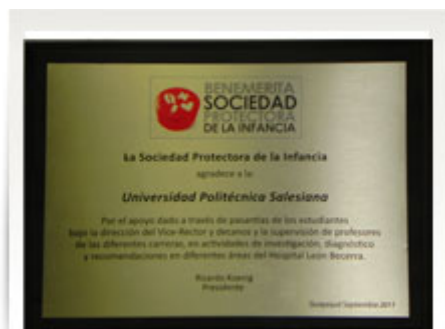 BENEMERITA
SOCIEDAD
PROTECTORA
DE LA INFANCIA
La Sociedad Protectora de la Infancia
agradece a la
Universidad Politécnica Salesiana
Por el apoyo dado a través de pasantías de los estudiantes
bajo la dirección del Vice-Rector y decanos y la supervisión de profesores
de las diferentes carreras, en actividades de investigación, diagnóstico
y recomendaciones en diferentes áreas del Hospital León Becerra.
Ricardo Koenig
Presidente
Guayaquil Septiembre 2011